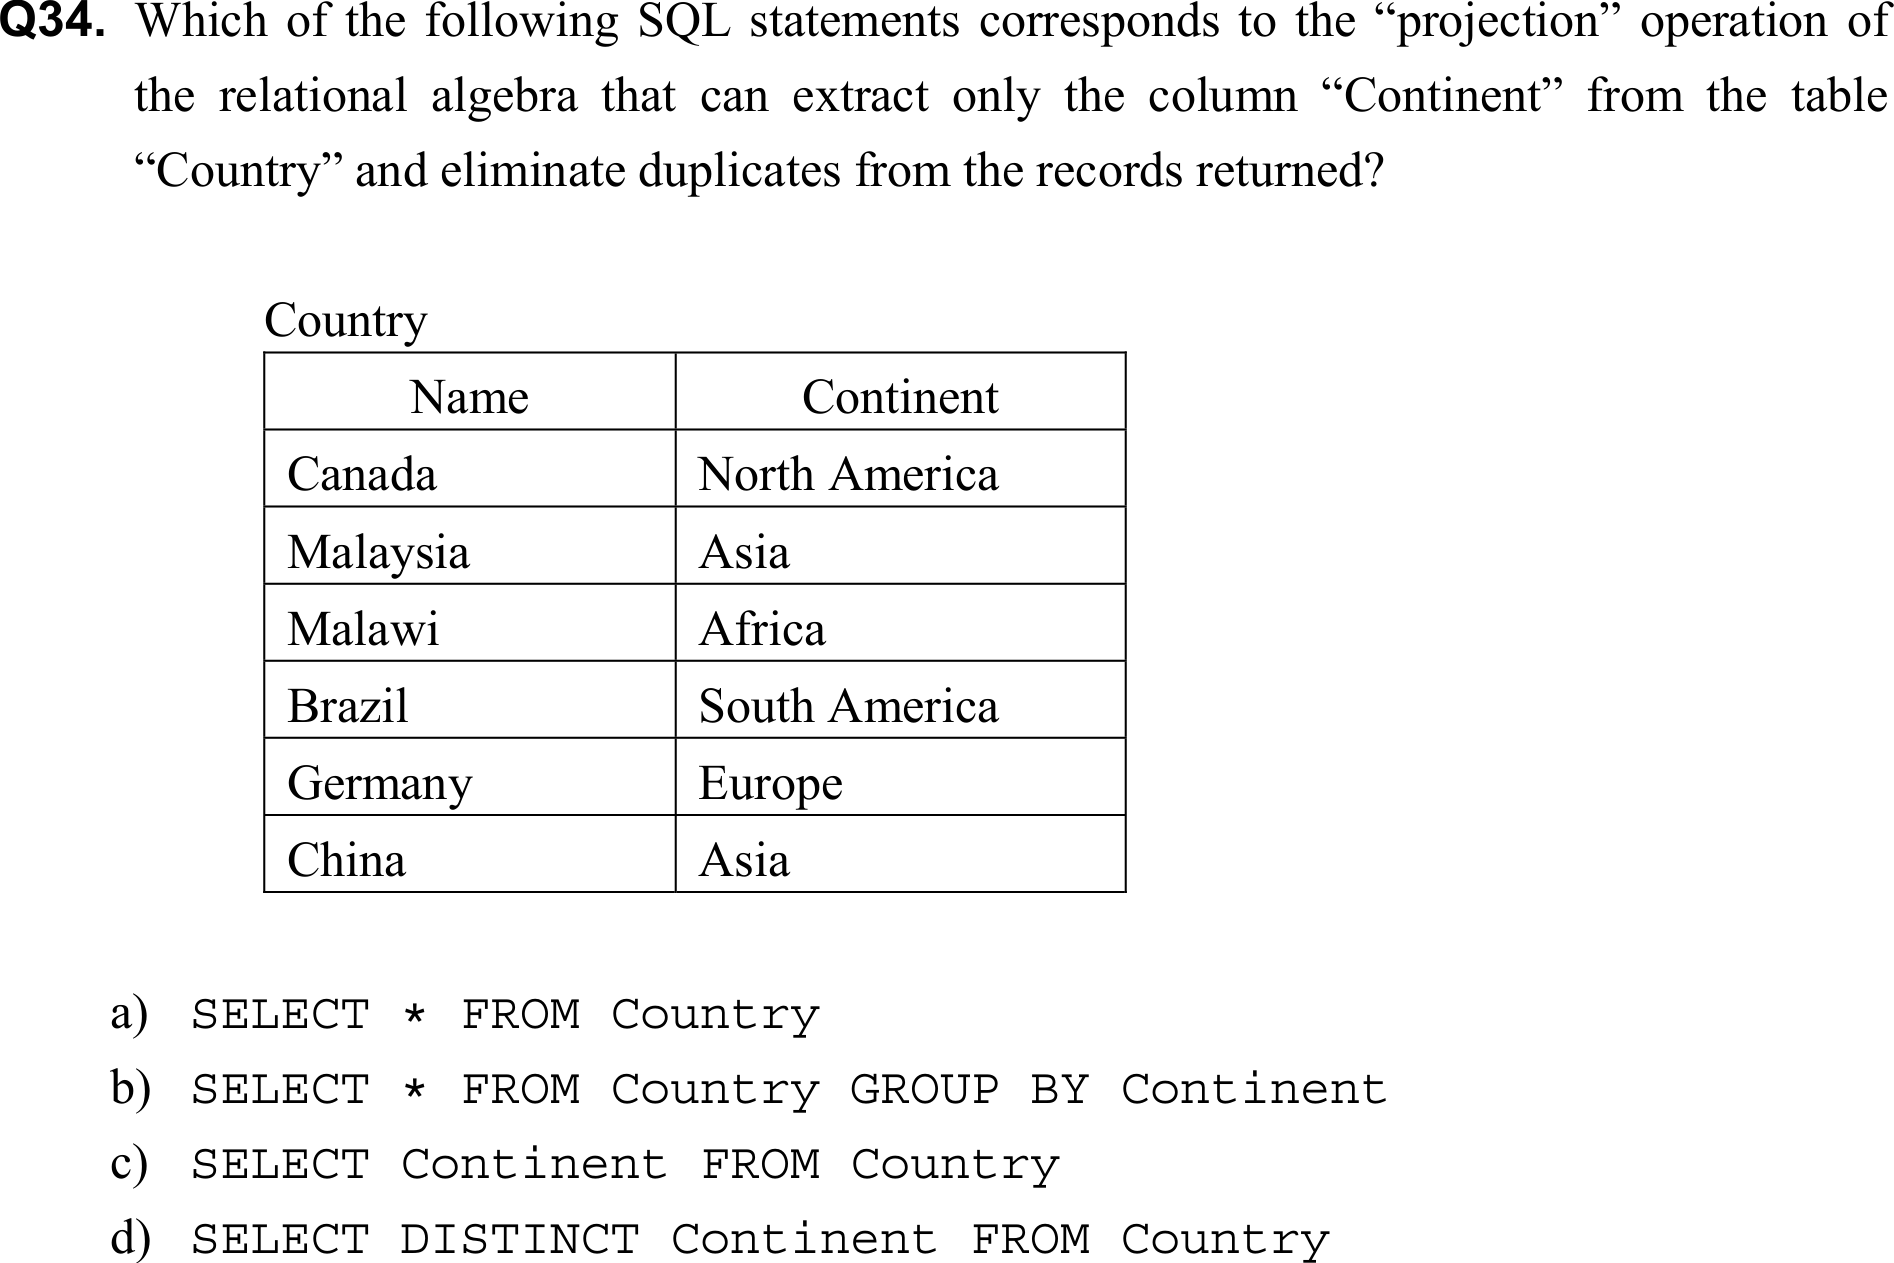 Q34. Which of the following SQL statements corresponds to the “projection” operation of
the relational algebra that can extract only the column “Continent” from the table
“Country” and eliminate duplicates from the records returned?
Country
Name Continent
Canada North America
Malaysia Asia
Malawi Africa
Brazil South America
Germany Europe
China Asia
a) SELECT * FROM Country
b) SELECT * FROM Country GROUP BY Continent
c) SELECT Continent FROM Country
d) SELECT DISTINCT Continent FROM Country